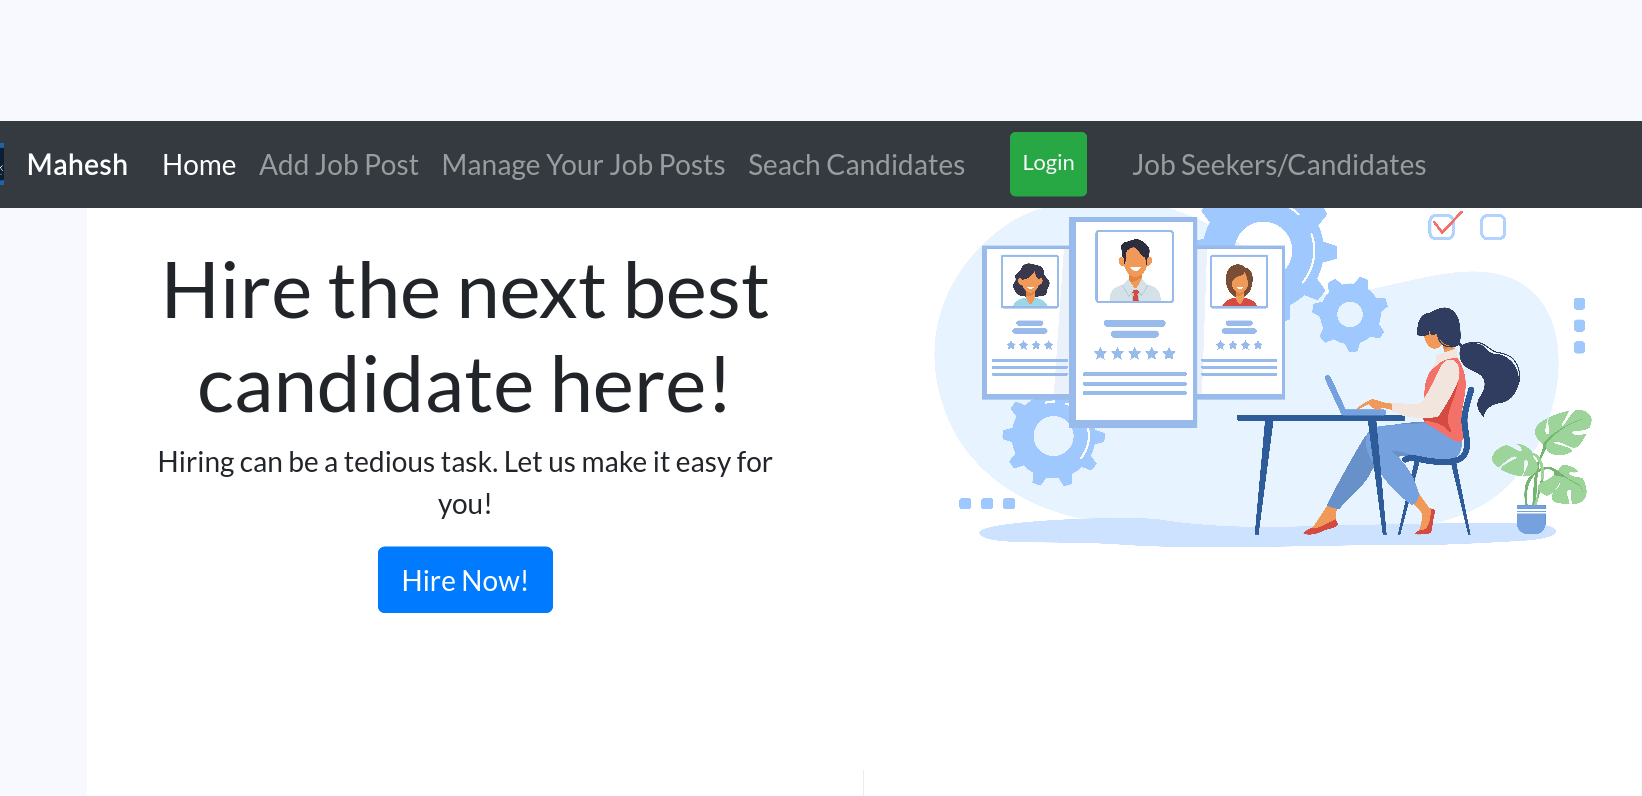 Mahesh Home Add Job Post Manage Your Job Posts Seach Candidates Login Job Seekers/Candidates
Hire the next best
candidate here!
Hiring can be a tedious task. Let us make it easy for
you!
Hire Now!